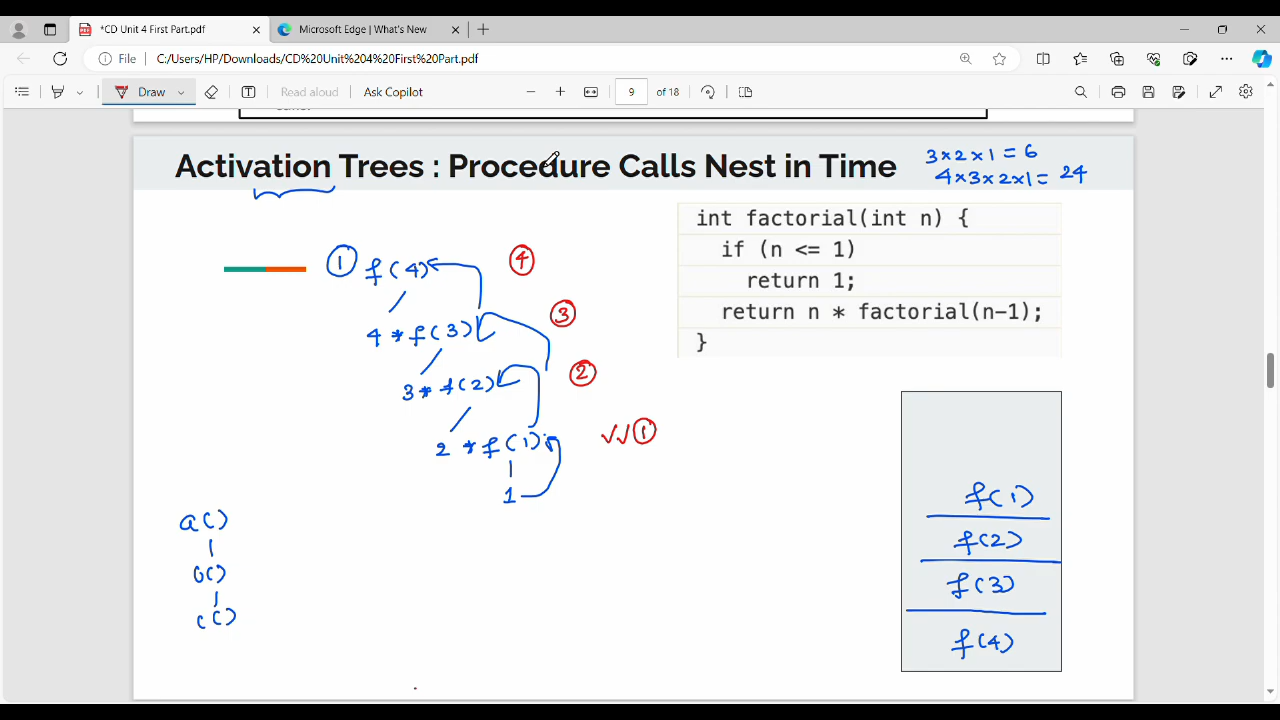 *CD Unit 4 First Part.pdf
Microsoft Edge | What's New
File
C:/Users/HP/Downloads/CD%20Unit%204%20First%20Part.pdf
Draw
Read aloud
Ask Copilot
9
of 18
Activation Trees : Procedure Calls Nest in Time
3×2×1 = 6
4×3×2×1 = 24
int factorial(int n) {
if (n <= 1)
return 1;
return n * factorial(n-1);
}
1 f(4) 4
4 * f(3) 3
3 * f(2) 2
2 * f(1) ✓✓ 1
1
a()
b()
c()
f(1)
f(2)
f(3)
f(4)